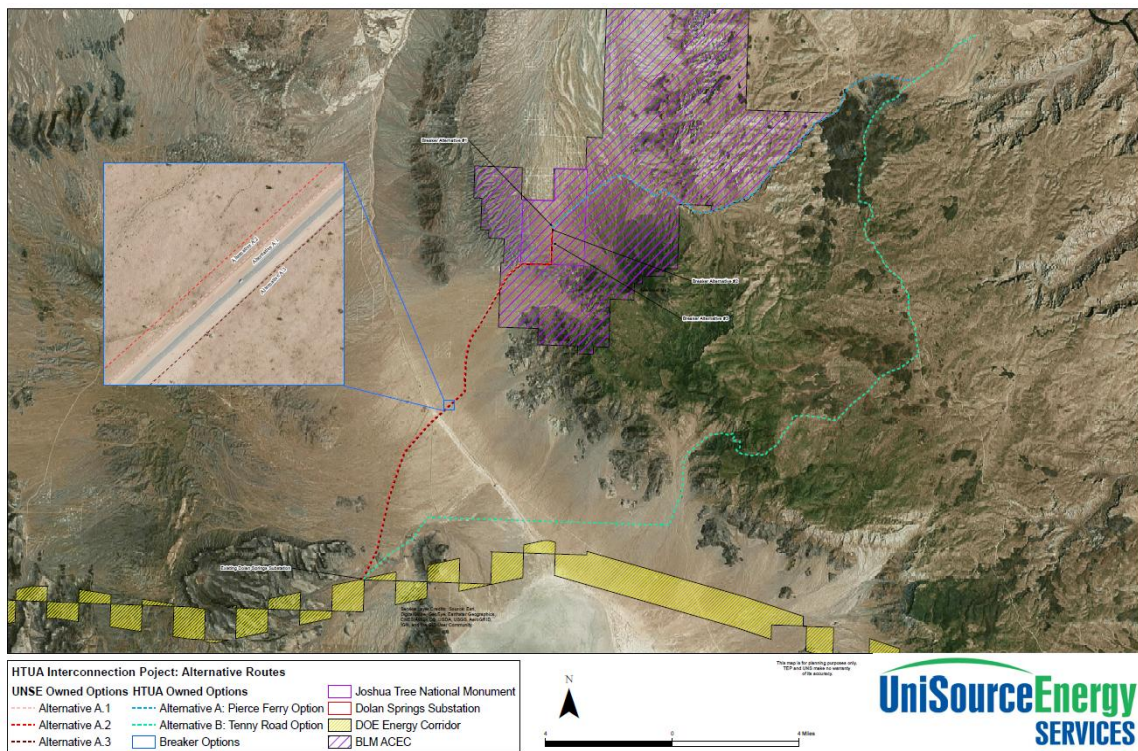 Breaker Alternative #1
Alternative A.2
Alternative A.1
Alternative A.3
Breaker Alternative #2
Breaker Alternative #3
Existing Dolan Springs Substation
HTUA Interconnection Poject: Alternative Routes
UNSE Owned Options
HTUA Owned Options
Alternative A.1
Alternative A.2
Alternative A.3
Alternative A: Pierce Ferry Option
Alternative B: Tenny Road Option
Breaker Options
Joshua Tree National Monument
Dolan Springs Substation
DOE Energy Corridor
BLM ACEC
N
4
0
4 Miles
This map is for planning purposes only,
TEP and UNS make no warranty
of its accuracy.
UniSourceEnergy
SERVICES